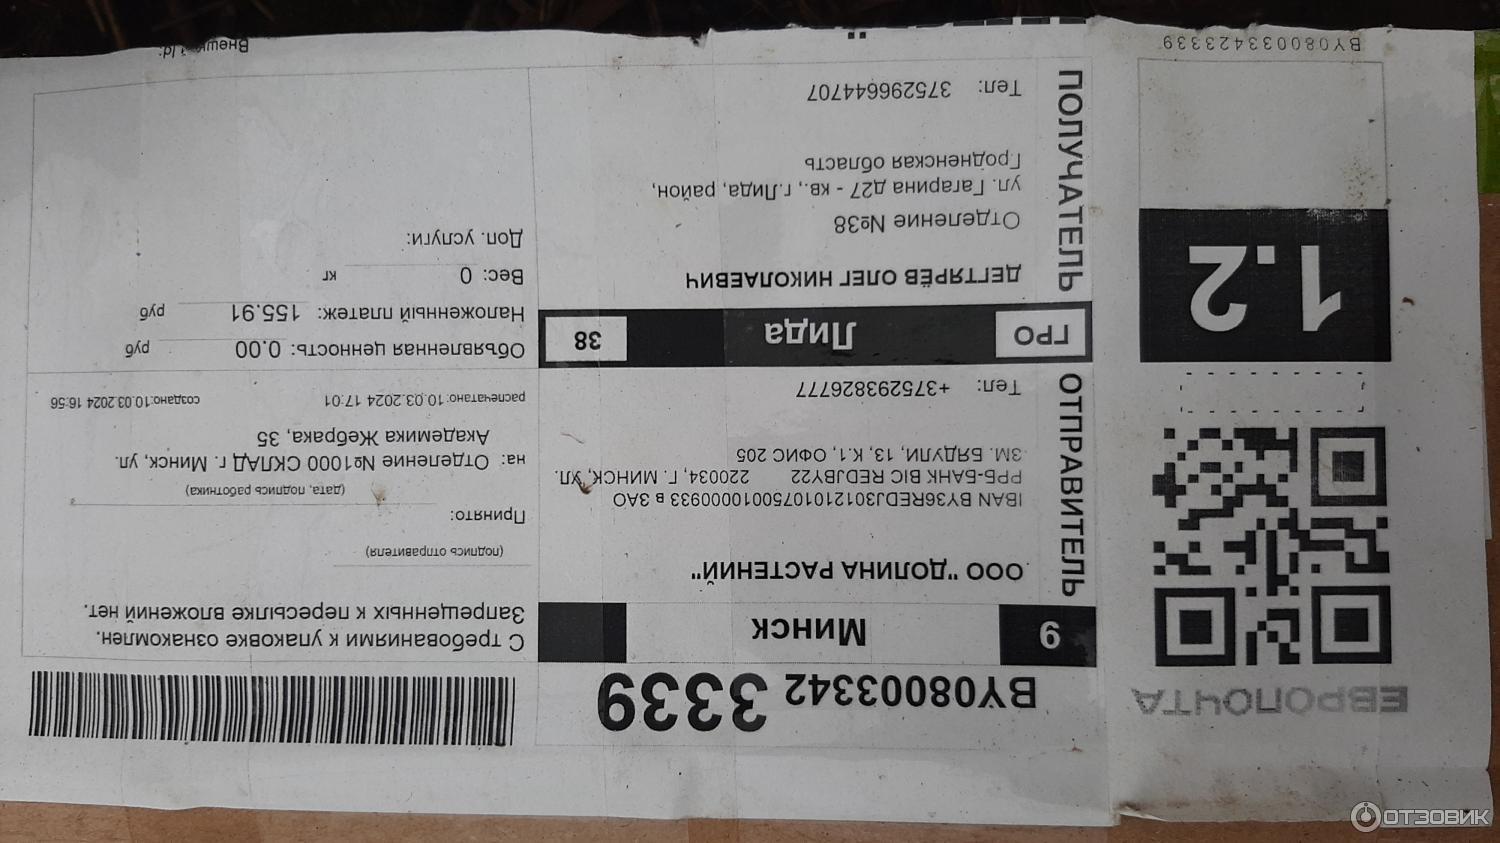 ЕВРОПОЧТА
1.2
BY080033423339
BY08003342 3339
9 Минск
ОТПРАВИТЕЛЬ
ООО "ДОЛИНА РАСТЕНИЙ"
IBAN BY36REDJ30121010750010000933 в ЗАО
РРБ-БАНК BIC REDJBY22 220034, Г. МИНСК, УЛ.
ЗМ. БЯДУЛИ, 13, К.1, ОФИС 205
Тел: +375293826777
ГРО Лида 38
ПОЛУЧАТЕЛЬ
ДЕГТЯРЁВ ОЛЕГ НИКОЛАЕВИЧ
Отделение №38
ул. Гагарина д27 - кв., г.Лида, район,
Гродненская область
Тел: 375296644707
С требованиями к упаковке ознакомлен.
Запрещенных к пересылке вложений нет.
(подпись отправителя)
Принято:
(дата, подпись работника)
на: Отделение №1000 СКЛАД г. Минск, ул.
Академика Жебрака, 35
распечатано:10.03.2024 17:01 создано:10.03.2024 16:56
Объявленная ценность: 0.00 руб
Наложенный платеж: 155.91 руб
Вес: 0 кг
Доп. услуги:
Id:
ОТЗОВИК